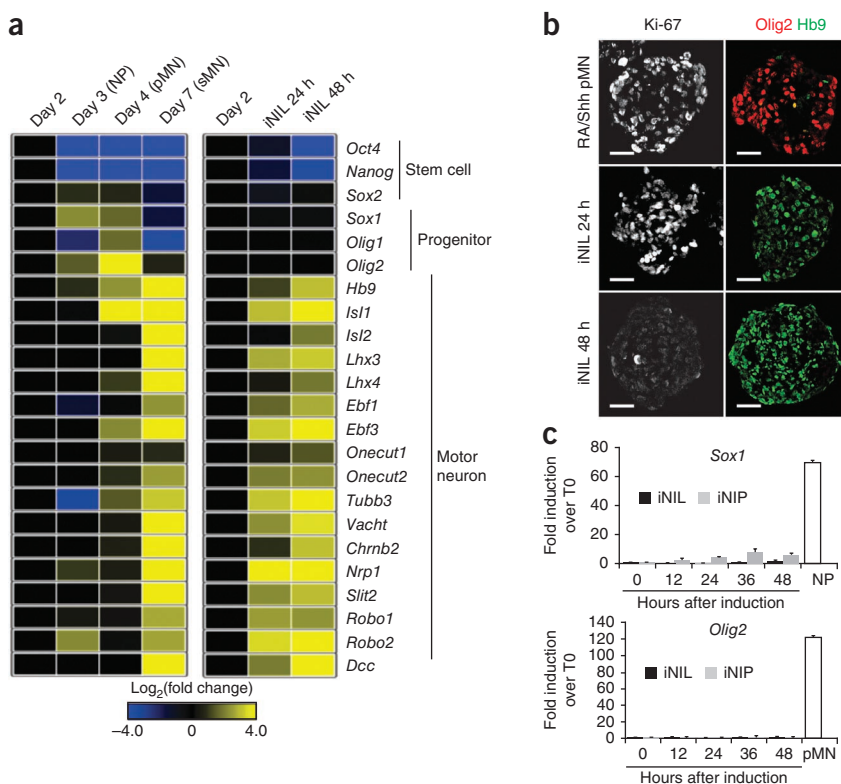 a
Day 2
Day 3 (NP)
Day 4 (pMN)
Day 7 (sMN)
Day 2
iNIL 24 h
iNIL 48 h
Oct4
Nanog
Sox2
Stem cell
Sox1
Olig1
Olig2
Progenitor
Hb9
Isl1
Isl2
Lhx3
Lhx4
Ebf1
Ebf3
Onecut1
Onecut2
Tubb3
Vacht
Chrnb2
Nrp1
Slit2
Robo1
Robo2
Dcc
Motor
neuron
Log2(fold change)
–4.0 0 4.0
b
Ki-67
Olig2 Hb9
RA/Shh pMN
iNIL 24 h
iNIL 48 h
c
Sox1
Fold induction
over T0
80
60
40
20
0
iNIL iNIP
0 12 24 36 48 NP
Hours after induction
Olig2
Fold induction
over T0
140
120
100
80
60
40
20
0
iNIL iNIP
0 12 24 36 48 pMN
Hours after induction